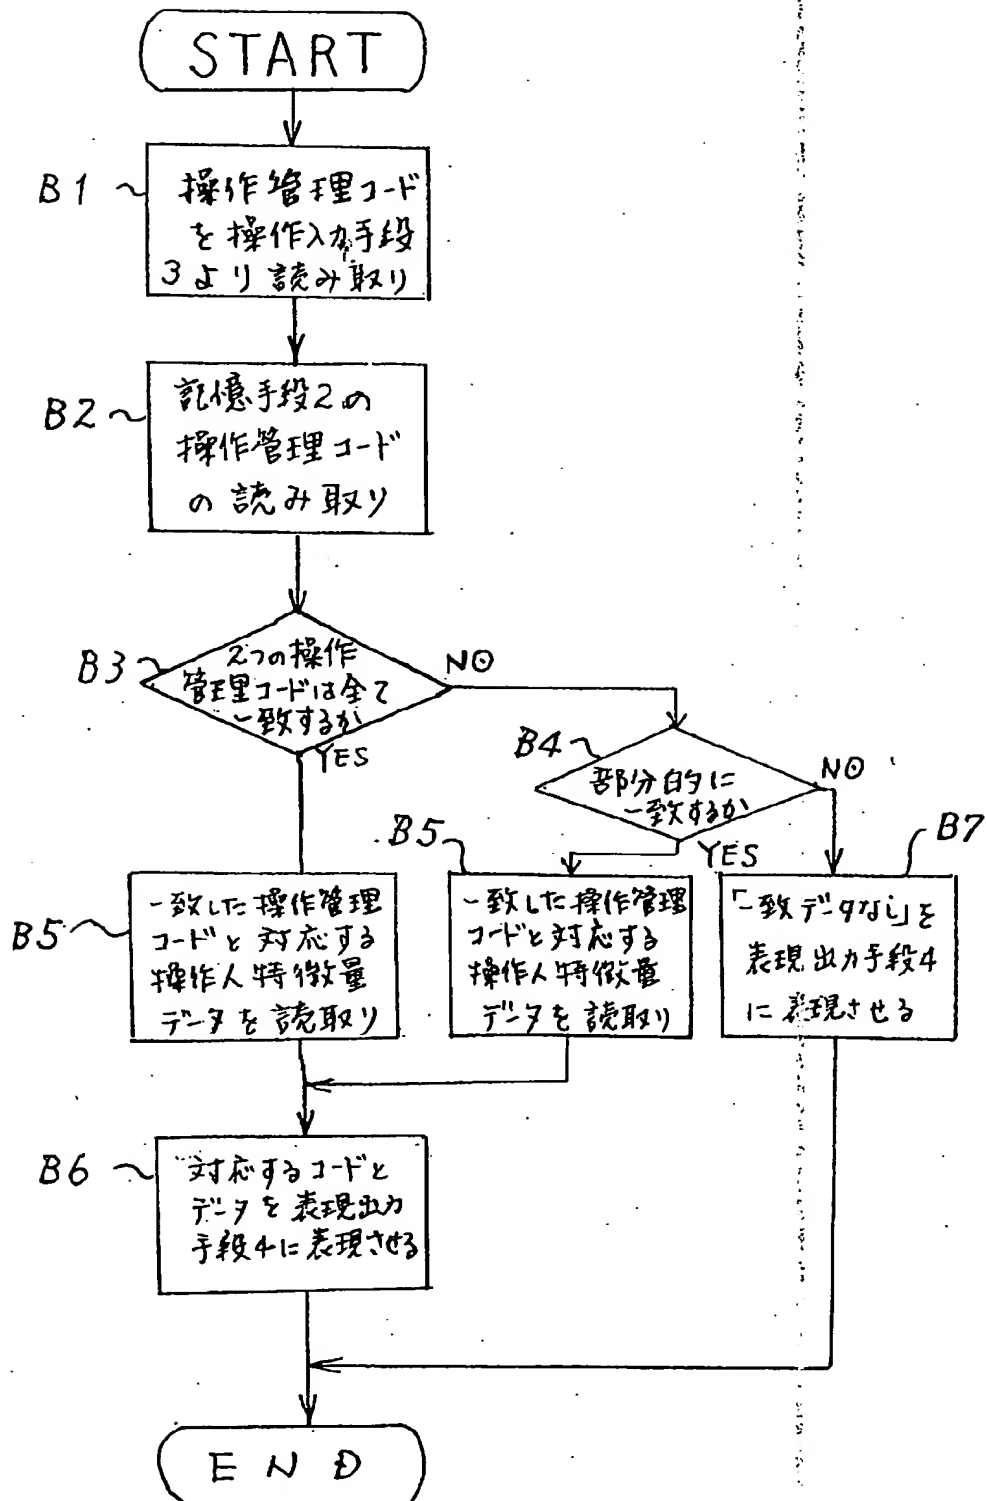 START
B1
操作管理コード
を操作入力手段
3より読み取り
B2
記憶手段2の
操作管理コード
の読み取り
B3
2つの操作
管理コードは全て
一致するか
NO
YES
B4
部分的に
一致するか
NO
YES
B5
一致した操作管理
コードと対応する
操作人特徴量
データを読取り
B5
一致した操作管理
コードと対応する
操作人特徴量
データを読取り
B7
「一致データなし」を
表現出力手段4
に表現させる
B6
対応するコードと
データを表現出力
手段4に表現させる
END